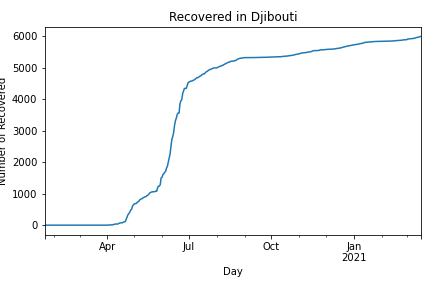 Recovered in Djibouti
Number of Recovered
6000
5000
4000
3000
2000
1000
0
Apr
Jul
Oct
Jan
2021
Day